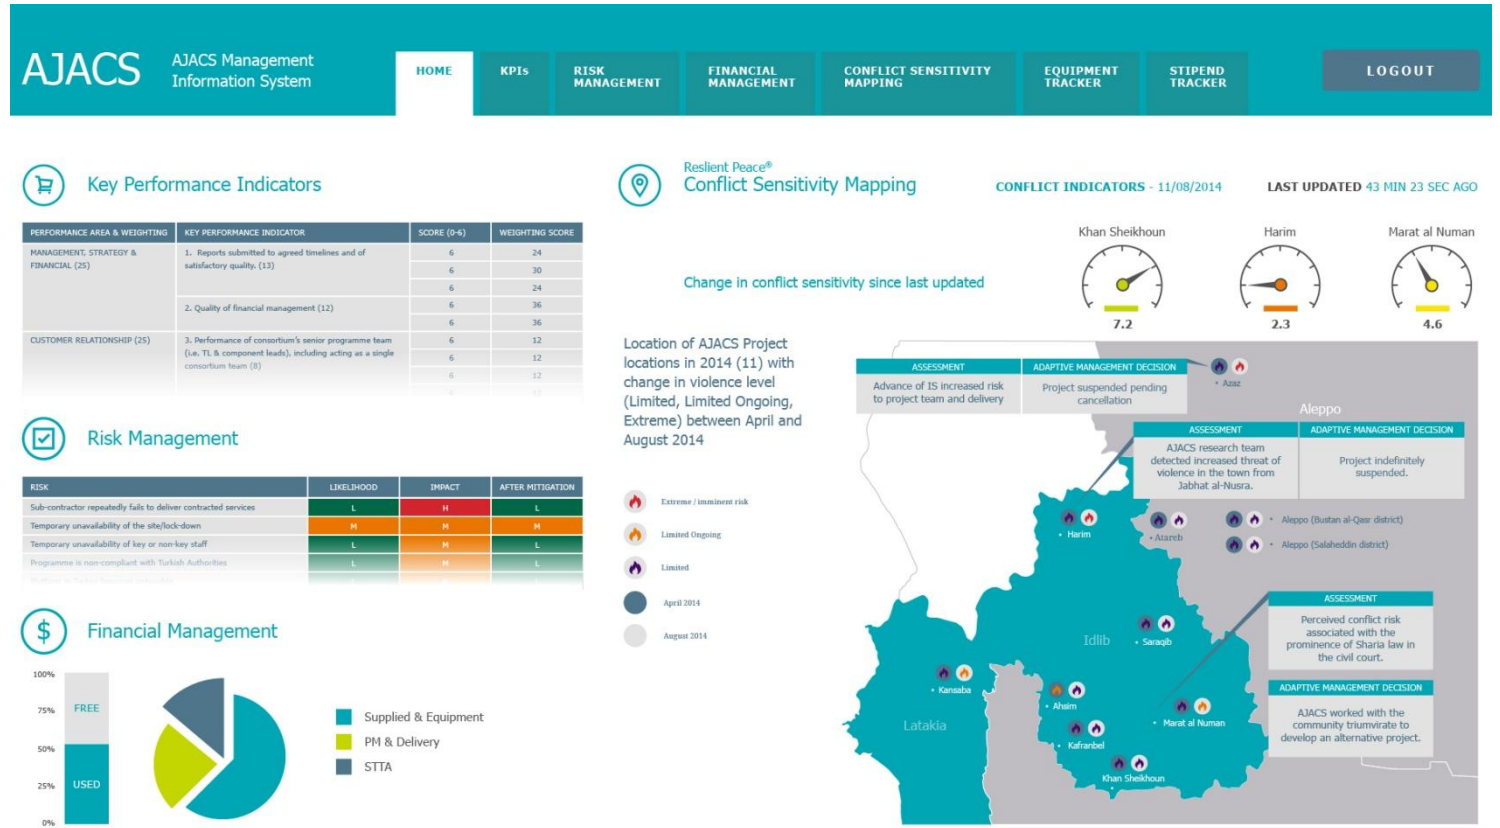 AJACS
AJACS Management
Information System
HOME
KPIs
RISK
MANAGEMENT
FINANCIAL
MANAGEMENT
CONFLICT SENSITIVITY
MAPPING
EQUIPMENT
TRACKER
STIPEND
TRACKER
LOGOUT
Key Performance Indicators
PERFORMANCE AREA & WEIGHTING KEY PERFORMANCE INDICATOR SCORE (0-6) WEIGHTING SCORE
MANAGEMENT, STRATEGY &
FINANCIAL (25)
1. Reports submitted to agreed timelines and of
satisfactory quality. (13)
6 24
6 30
6 24
2. Quality of financial management (12)
6 36
6 36
CUSTOMER RELATIONSHIP (25)
3. Performance of consortium's senior programme team
(i.e. TL & component leads), including acting as a single
consortium team (8)
6 12
6 12
6 12
Risk Management
RISK LIKELIHOOD IMPACT AFTER MITIGATION
Sub-contractor repeatedly fails to deliver contracted services L H L
Temporary unavailability of the site/lock-down M M M
Temporary unavailability of key or non-key staff L M L
Programme is non-compliant with Turkish Authorities L M L
Financial Management
100%
75%
50%
25%
0%
FREE
USED
Supplied & Equipment
PM & Delivery
STTA
Reslient Peace®
Conflict Sensitivity Mapping
CONFLICT INDICATORS - 11/08/2014
LAST UPDATED 43 MIN 23 SEC AGO
Change in conflict sensitivity since last updated
Khan Sheikhoun
7.2
Harim
2.3
Marat al Numan
4.6
Location of AJACS Project
locations in 2014 (11) with
change in violence level
(Limited, Limited Ongoing,
Extreme) between April and
August 2014
Extreme / imminent risk
Limited Ongoing
Limited
April 2014
August 2014
ASSESSMENT
Advance of IS increased risk
to project team and delivery
ADAPTIVE MANAGEMENT DECISION
Project suspended pending
cancellation
• Azaz
Aleppo
ASSESSMENT
AJACS research team
detected increased threat of
violence in the town from
Jabhat al-Nusra.
ADAPTIVE MANAGEMENT DECISION
Project indefinitely
suspended.
• Harim
• Atareb
• Aleppo (Bustan al-Qasr district)
• Aleppo (Salaheddin district)
ASSESSMENT
Perceived conflict risk
associated with the
prominence of Sharia law in
the civil court.
ADAPTIVE MANAGEMENT DECISION
AJACS worked with the
community triumvirate to
develop an alternative project.
Idlib
• Saraqib
• Kansaba
• Ahsim
• Marat al Numan
Latakia
• Kafranbel
Khan Sheikhoun